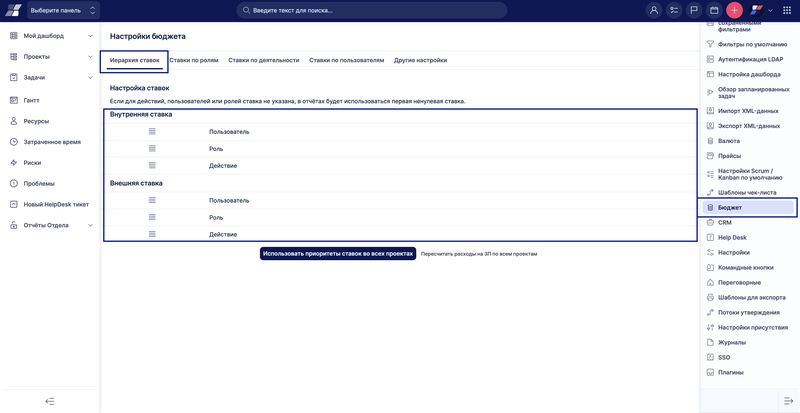 Выберите панель
Введите текст для поиска...
Мой дашборд
Проекты
Задачи
Гантт
Ресурсы
Затраченное время
Риски
Проблемы
Новый HelpDesk тикет
Отчёты Отдела
Настройки бюджета
Иерархия ставок
Ставки по ролям
Ставки по деятельности
Ставки по пользователям
Другие настройки
Настройка ставок
Если для действий, пользователей или ролей ставка не указана, в отчётах будет использоваться первая ненулевая ставка.
Внутренняя ставка
Пользователь
Роль
Действие
Внешняя ставка
Пользователь
Роль
Действие
Использовать приоритеты ставок во всех проектах
Пересчитать расходы на ЗП по всем проектам
сохраненными
фильтрами
Фильтры по умолчанию
Аутентификация LDAP
Настройка дашборда
Обзор запланированных
задач
Импорт XML-данных
Экспорт XML-данных
Валюта
Прайсы
Настройки Scrum /
Kanban по умолчанию
Шаблоны чек-листа
Бюджет
CRM
Help Desk
Настройки
Командные кнопки
Переговорные
Шаблоны для экспорта
Потоки утверждения
Настройки присутствия
Журналы
SSO
Плагины